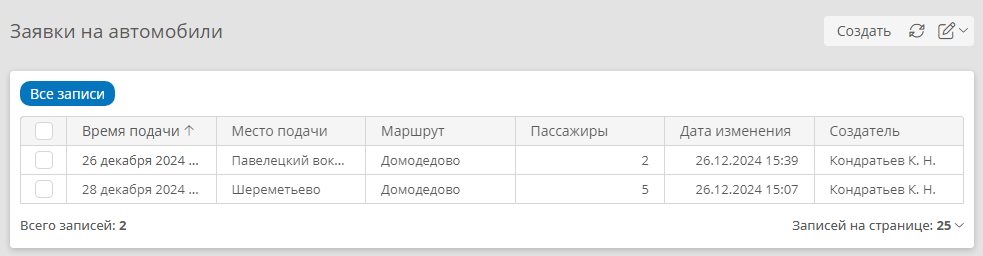 Заявки на автомобили
Создать
Все записи
Время подачи Место подачи Маршрут Пассажиры Дата изменения Создатель
26 декабря 2024 ... Павелецкий вок... Домодедово 2 26.12.2024 15:39 Кондратьев К. Н.
28 декабря 2024 ... Шереметьево Домодедово 5 26.12.2024 15:07 Кондратьев К. Н.
Всего записей: 2 Записей на странице: 25